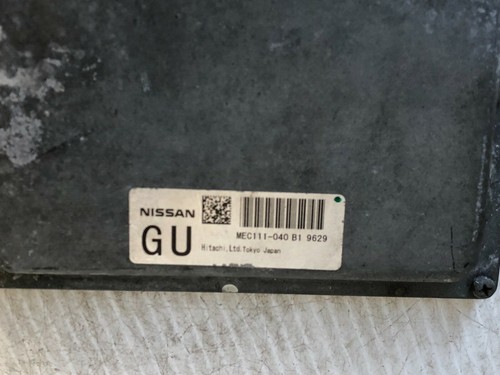 NISSAN
GU
MEC111-040 B1 9629
Hitachi,Ltd.Tokyo Japan